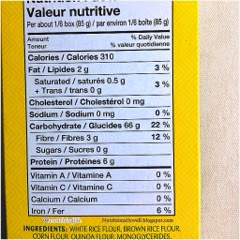 Valeur nutritive
Per about 1/6 box (85 g) / par environ 1/6 boîte (85 g)
Amount % Daily Value
Teneur % valeur quotidienne
Calories / Calories 310
Fat / Lipides 2 g 3 %
Saturated / saturés 0.5 g
+ Trans / trans 0 g 3 %
Cholesterol / Cholestérol 0 mg
Sodium / Sodium 0 mg 0 %
Carbohydrate / Glucides 66 g 22 %
Fibre / Fibres 3 g 12 %
Sugars / Sucres 0 g
Protein / Protéines 6 g
Vitamin A / Vitamine A 0 %
Vitamin C / Vitamine C 0 %
Calcium / Calcium 0 %
Iron / Fer 6 %
INGREDIENTS: WHITE RICE FLOUR, BROWN RICE FLOUR,
CORN FLOUR, QUINOA FLOUR, MONOGLYCERIDES.